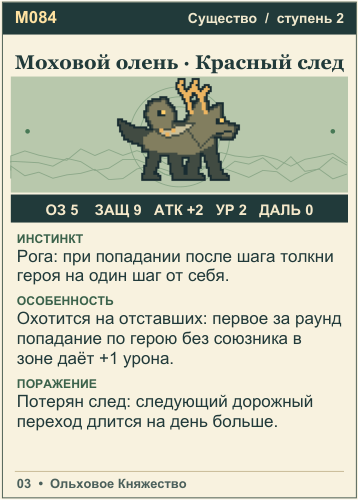 М084
Существо / ступень 2
Моховой олень · Красный след
ОЗ 5 ЗАЩ 9 АТК +2 УР 2 ДАЛЬ 0
ИНСТИНКТ
Рога: при попадании после шага толкни
героя на один шаг от себя.
ОСОБЕННОСТЬ
Охотится на отставших: первое за раунд
попадание по герою без союзника в
зоне даёт +1 урона.
ПОРАЖЕНИЕ
Потерян след: следующий дорожный
переход длится на день больше.
03 • Ольховое Княжество